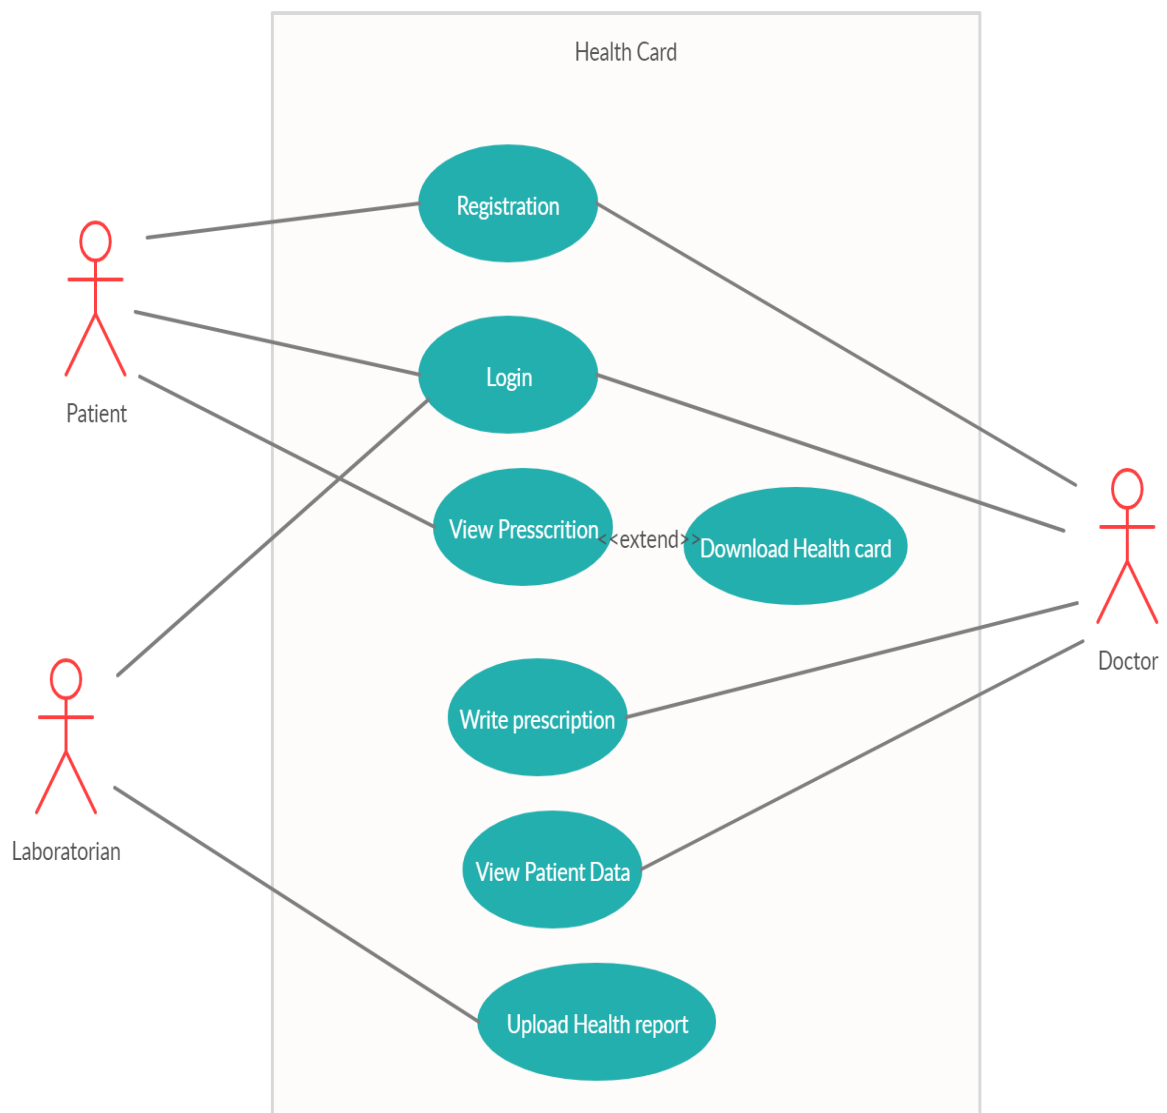 Health Card
Registration
Patient
Login
View Presscrition
<<extend>>
Download Health card
Doctor
Write prescription
Laboratorian
View Patient Data
Upload Health report